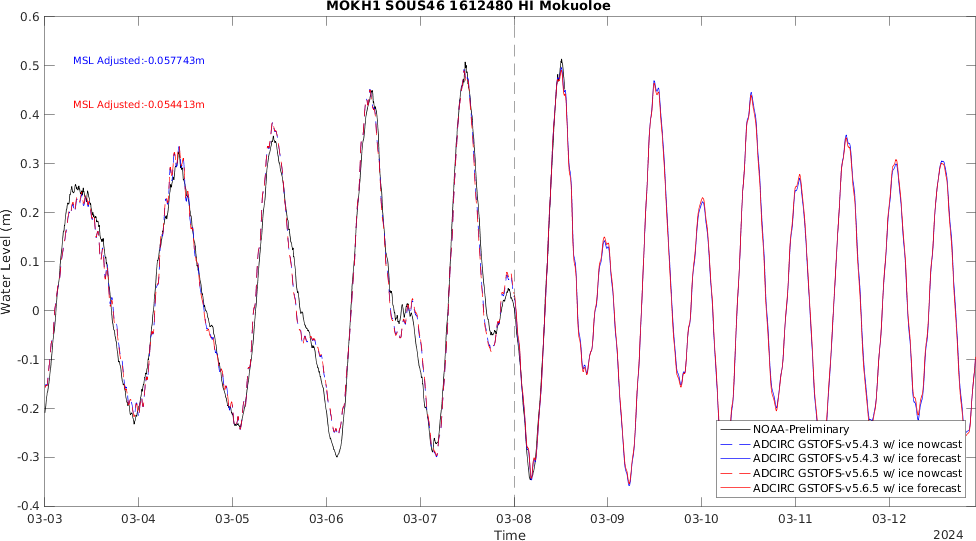 MOKH1 SOUS46 1612480 HI Mokuoloe
MSL Adjusted:-0.057743m
MSL Adjusted:-0.054413m
Water Level (m)
0.6
0.5
0.4
0.3
0.2
0.1
0
-0.1
-0.2
-0.3
-0.4
NOAA-Preliminary
ADCIRC GSTOFS-v5.4.3 w/ ice nowcast
ADCIRC GSTOFS-v5.4.3 w/ ice forecast
ADCIRC GSTOFS-v5.6.5 w/ ice nowcast
ADCIRC GSTOFS-v5.6.5 w/ ice forecast
03-03 03-04 03-05 03-06 03-07 03-08 03-09 03-10 03-11 03-12
Time
2024